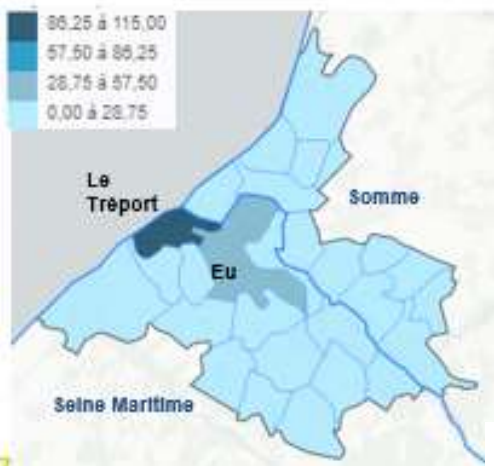 86,25 à 115,00
57,50 à 86,25
28,75 à 57,50
0,00 à 28,75
Le
Tréport
Somme
Eu
Seine Maritime